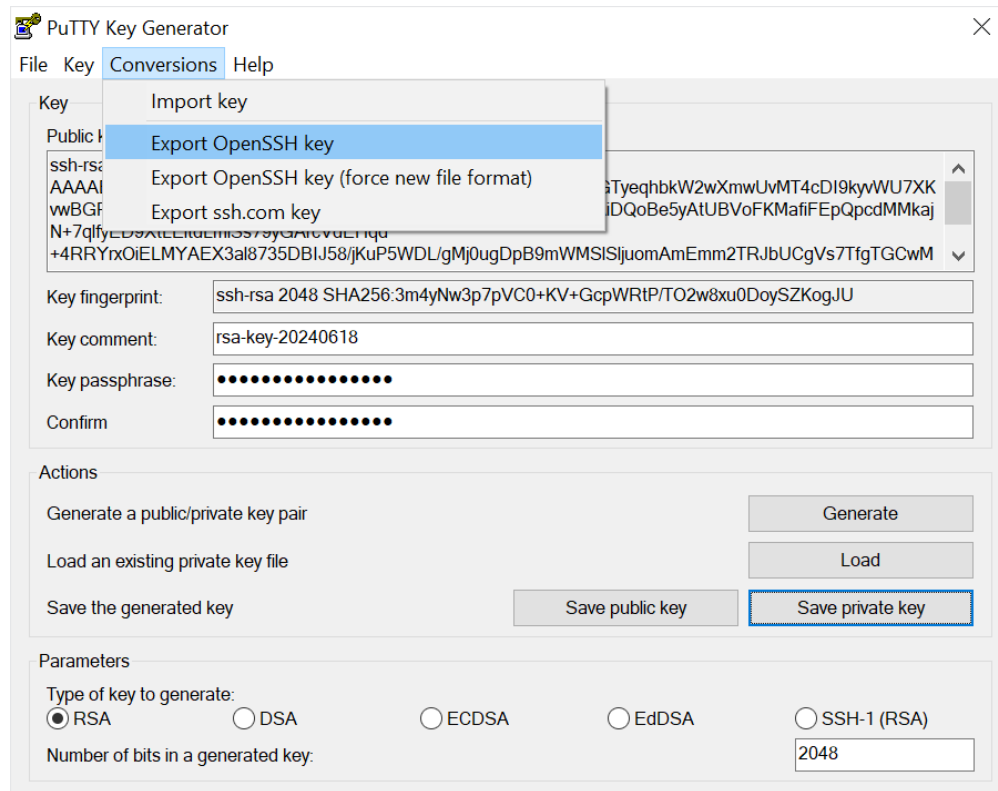 PuTTY Key Generator
File Key Conversions Help
Import key
Export OpenSSH key
Export OpenSSH key (force new file format)
Export ssh.com key
Key
Public
ssh-rsa
GTyeqhbkW2wXmwUvMT4cDI9kyvWU7XK
iDQoBe5yAtUBVoFKMafiFEpQpcdMMkaj
+4RRYrxOiELMYAEX3al8735DBIJ58/jKuP5WDL/gMj0ugDpB9mWMSlSljuomAmEmm2TRJbUCgVs7TfgTGCwM
Key fingerprint: ssh-rsa 2048 SHA256:3m4yNw3p7pVC0+KV+GcpWRtP/TO2w8xu0DoySZKogJU
Key comment: rsa-key-20240618
Key passphrase: ●●●●●●●●●●●●●●●●
Confirm ●●●●●●●●●●●●●●●●
Actions
Generate a public/private key pair Generate
Load an existing private key file Load
Save the generated key Save public key Save private key
Parameters
Type of key to generate:
RSA DSA ECDSA EdDSA SSH-1 (RSA)
Number of bits in a generated key: 2048